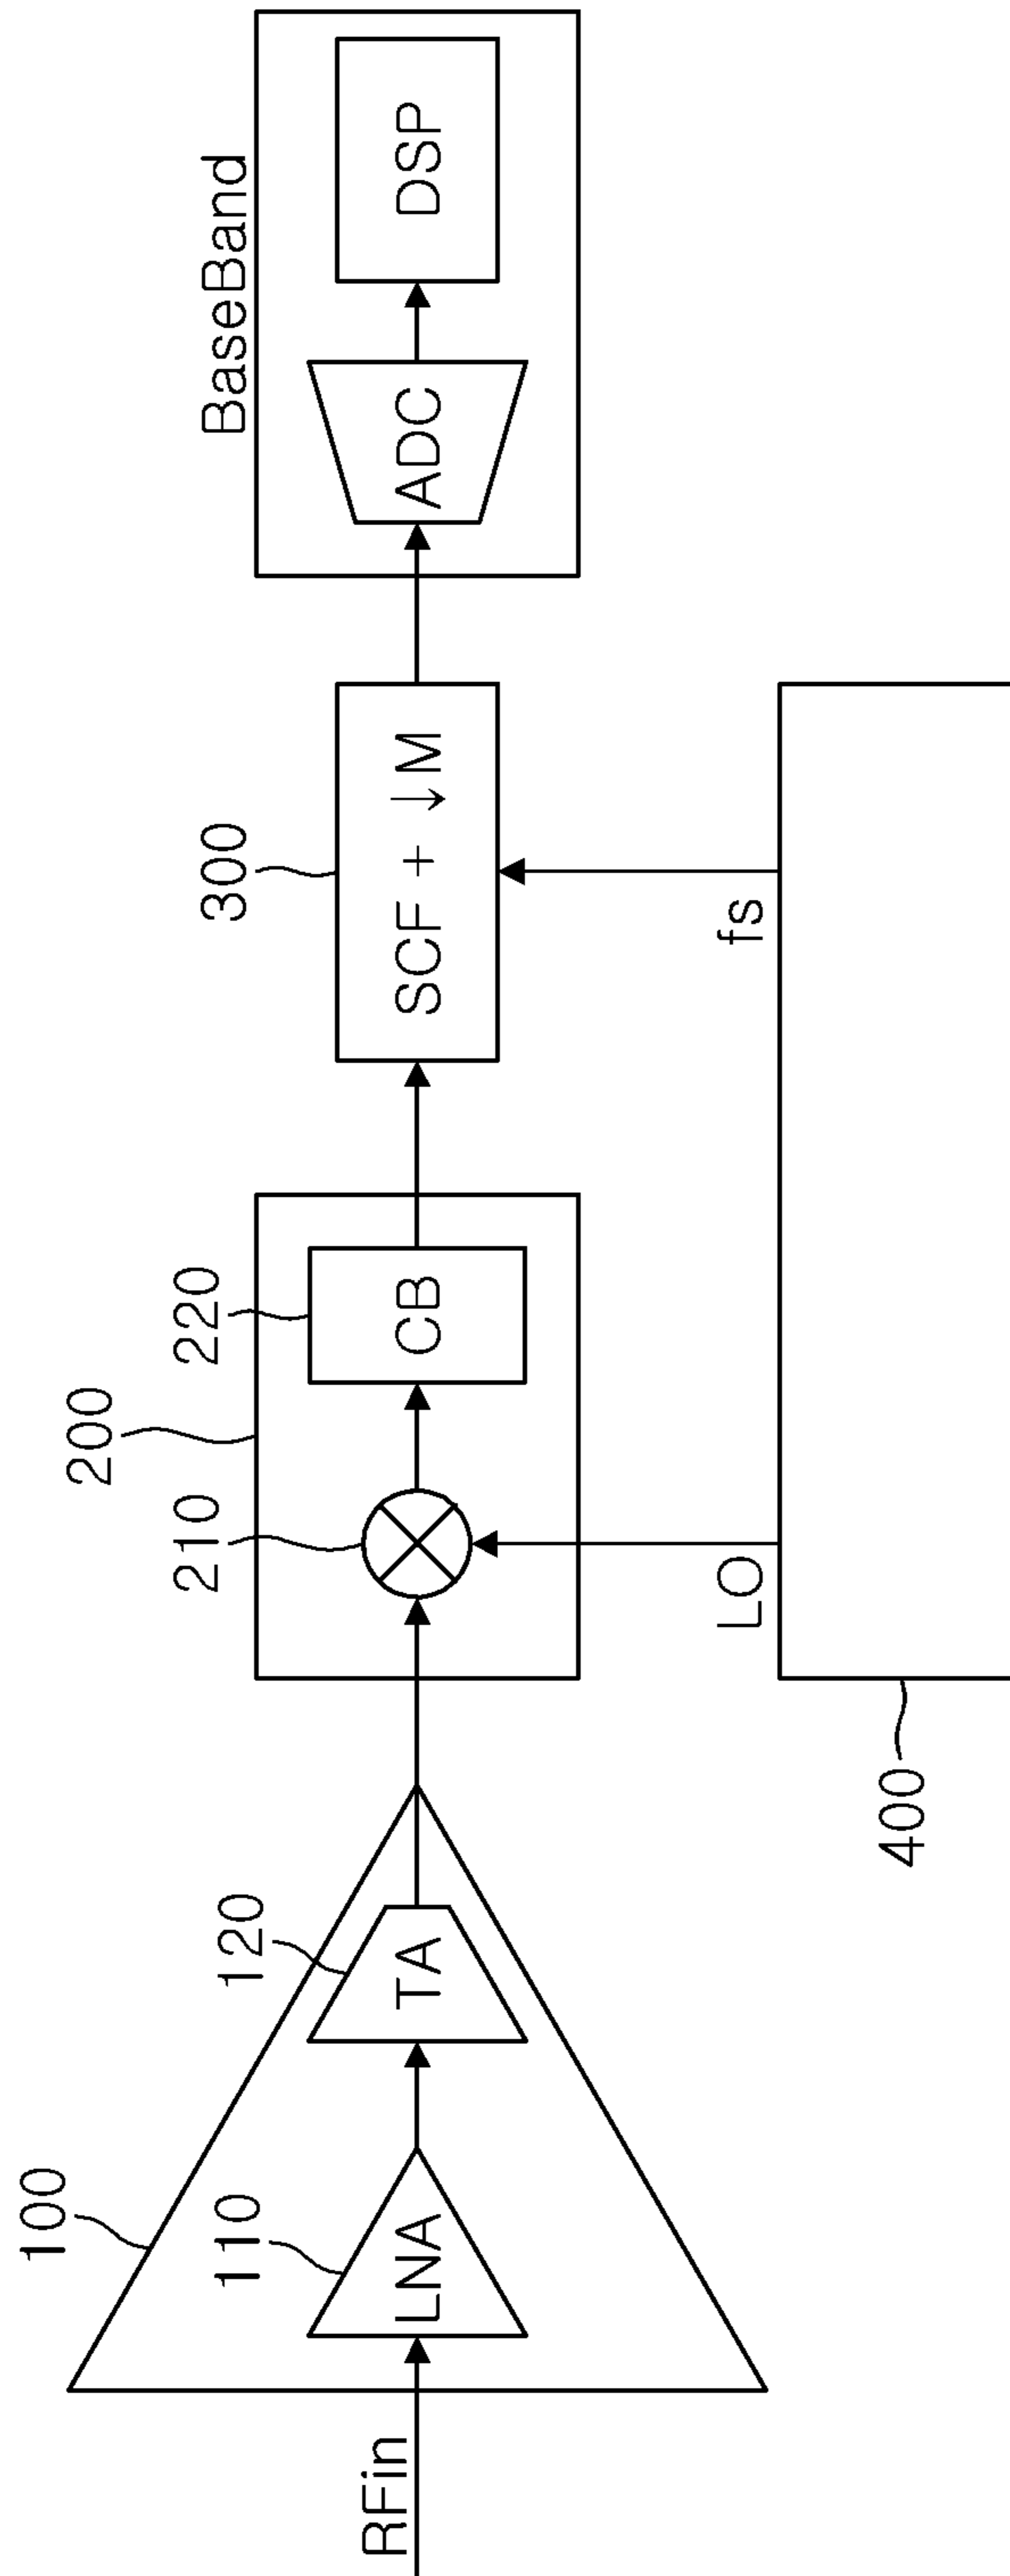 BaseBand
DSP
ADC
300
SCF + ↓M
fs
200
220
CB
210
LO
400
100
120
TA
110
LNA
RFin